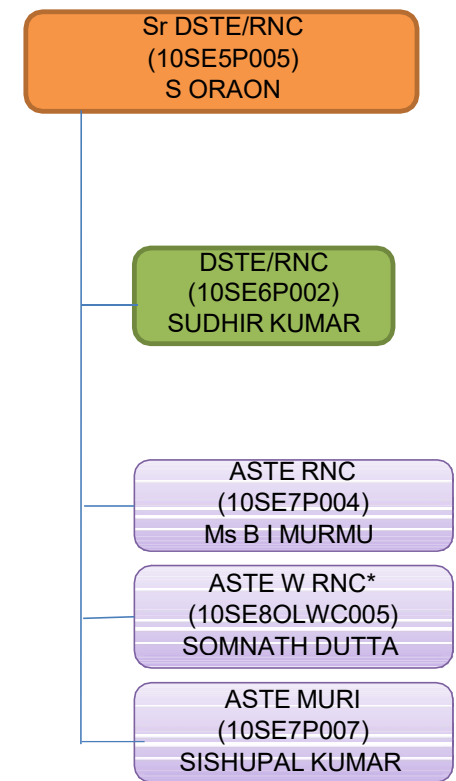 Sr DSTE/RNC
(10SE5P005)
S ORAON
DSTE/RNC
(10SE6P002)
SUDHIR KUMAR
ASTE RNC
(10SE7P004)
Ms B I MURMU
ASTE W RNC*
(10SE8OLWC005)
SOMNATH DUTTA
ASTE MURI
(10SE7P007)
SISHUPAL KUMAR